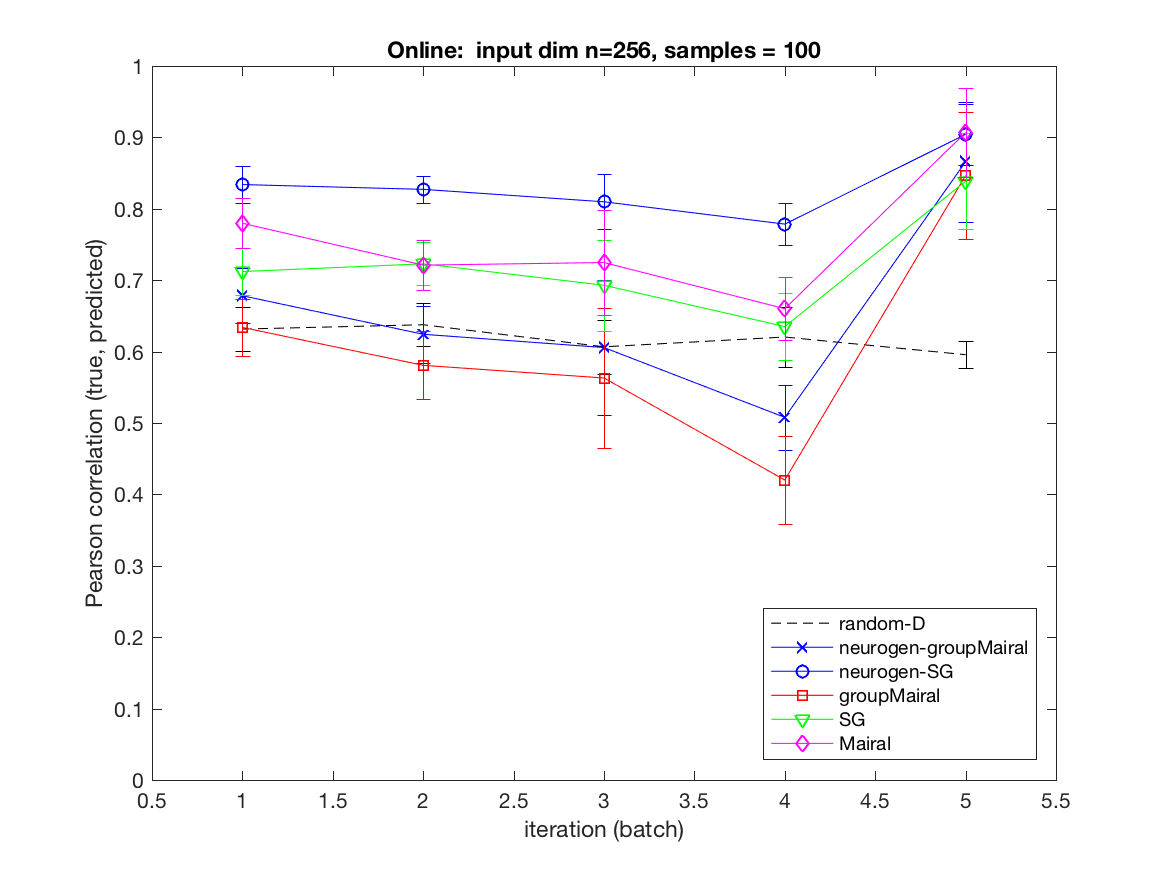 Online:  input dim n=256, samples = 100
1
0.9
0.8
0.7
0.6
0.5
0.4
0.3
0.2
0.1
0
Pearson correlation (true, predicted)
random-D
neurogen-groupMairal
neurogen-SG
groupMairal
SG
Mairal
0.5 1 1.5 2 2.5 3 3.5 4 4.5 5 5.5
iteration (batch)